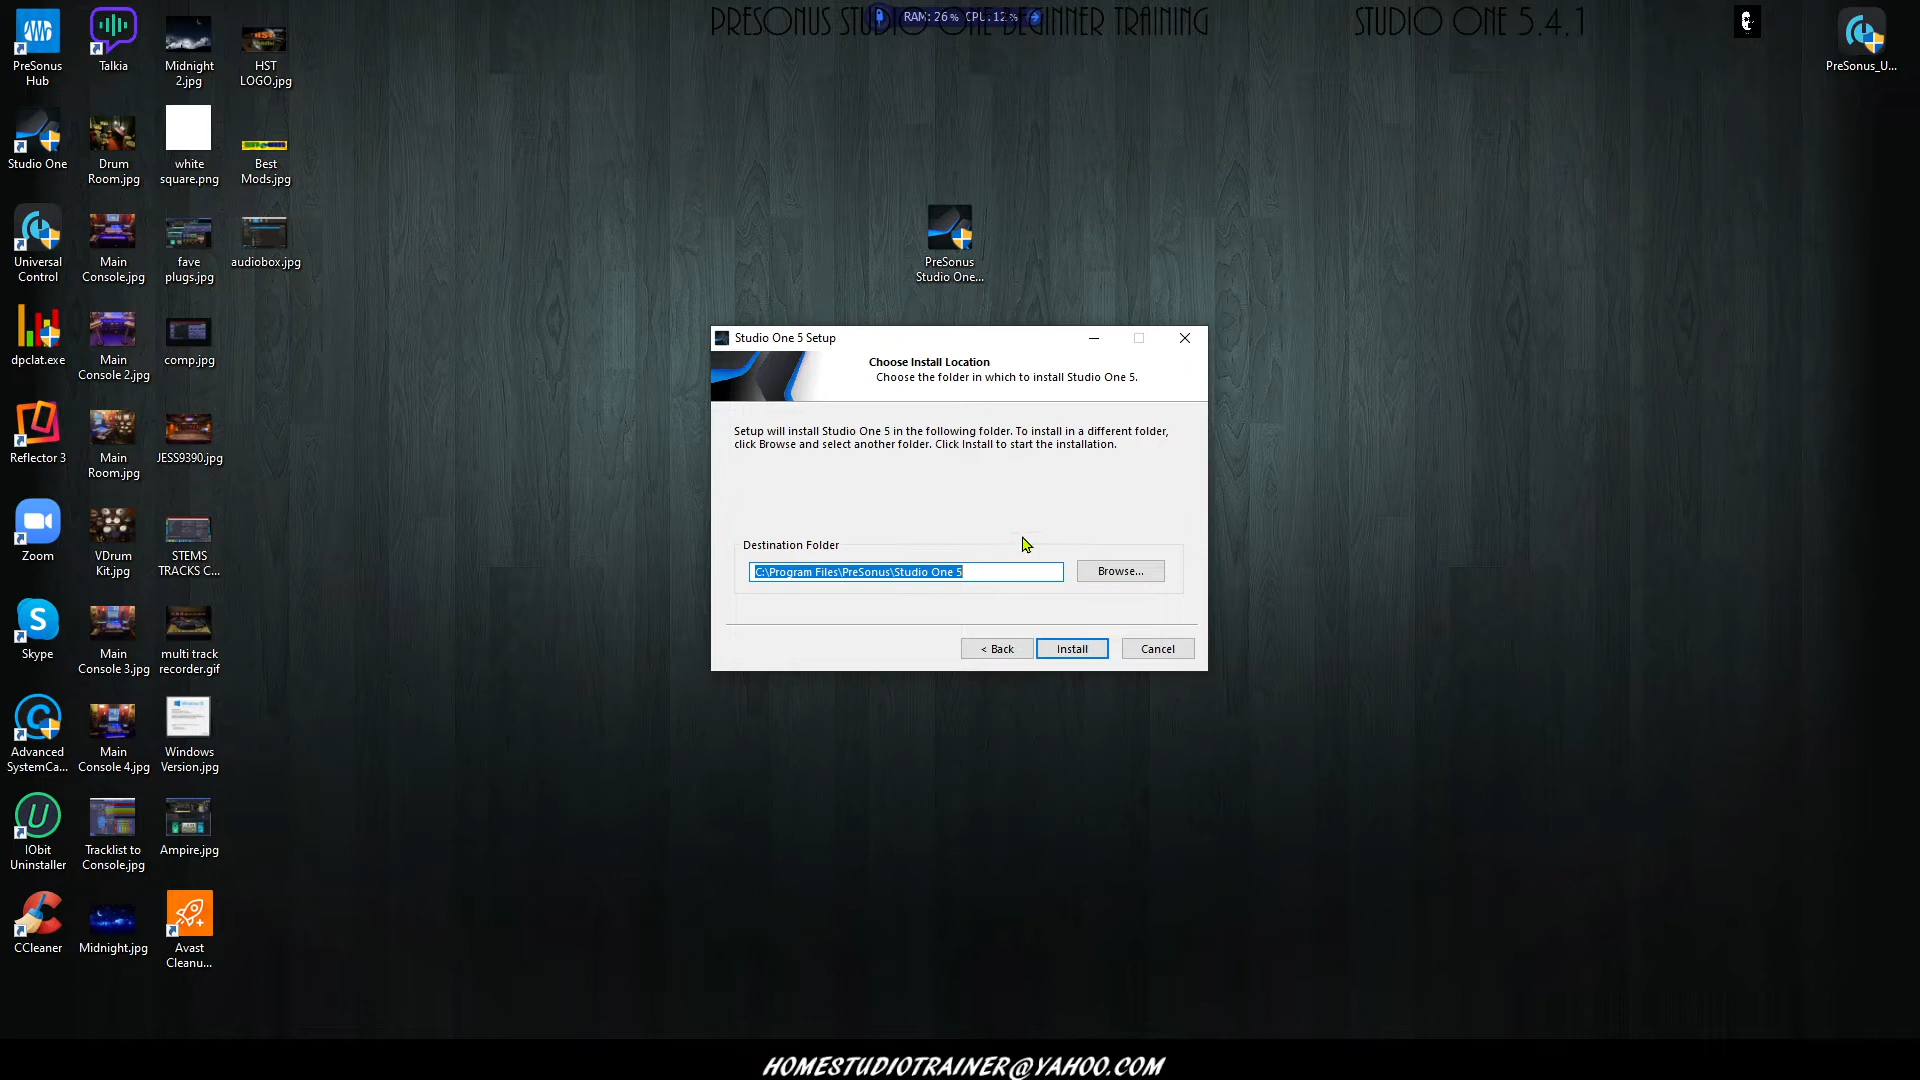 PRESONUS STUDIO ONE BEGINNER TRAINING
STUDIO ONE 5.4.1
RAM: 26% CPU: 12%
PreSonus
Hub
Talkia
Midnight
2.jpg
HST
LOGO.jpg
PreSonus_U...
Studio One
Drum
Room.jpg
white
square.png
Best
Mods.jpg
Universal
Control
Main
Console.jpg
fave
plugs.jpg
audiobox.jpg
PreSonus
Studio One...
dpclat.exe
Main
Console 2.jpg
comp.jpg
Reflector 3
Main
Room.jpg
JESS9390.jpg
Zoom
VDrum
Kit.jpg
STEMS
TRACKS C...
Skype
Main
Console 3.jpg
multi track
recorder.gif
Advanced
SystemCa...
Main
Console 4.jpg
Windows
Version.jpg
IObit
Uninstaller
Tracklist to
Console.jpg
Ampire.jpg
CCleaner
Midnight.jpg
Avast
Cleanu...
Studio One 5 Setup
Choose Install Location
Choose the folder in which to install Studio One 5.
Setup will install Studio One 5 in the following folder. To install in a different folder,
click Browse and select another folder. Click Install to start the installation.
Destination Folder
C:\Program Files\PreSonus\Studio One 5
Browse...
< Back
Install
Cancel
HOMESTUDIOTRAINER@YAHOO.COM